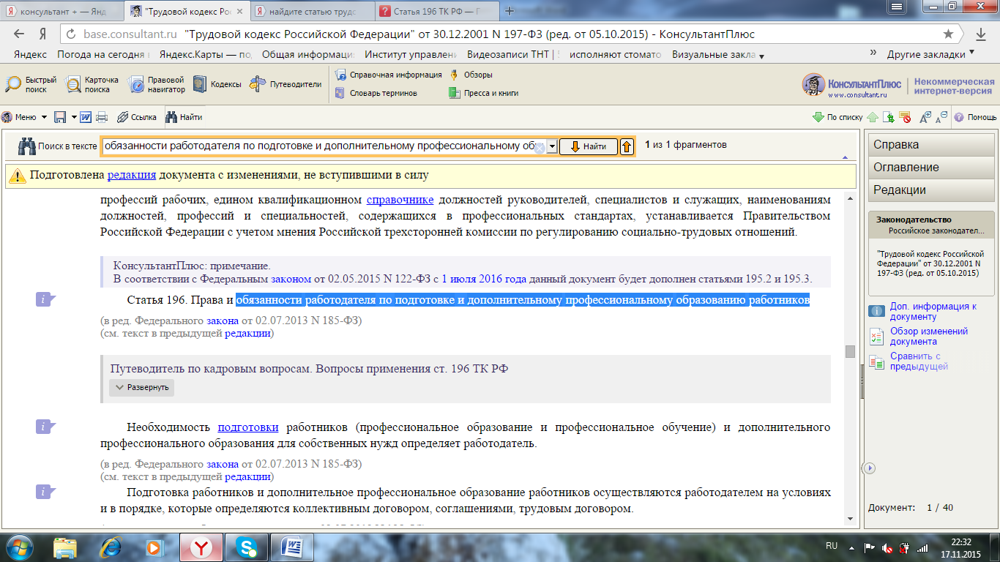 консультант + — Янд
"Трудовой кодекс Рос
найдите статью трудо
Статья 196 ТК РФ — П
base.consultant.ru "Трудовой кодекс Российской Федерации" от 30.12.2001 N 197-ФЗ (ред. от 05.10.2015) - КонсультантПлюс
Яндекс Погода на сегодня Яндекс.Карты — по Общая информаци Институт управлени Видеозаписи ТНТ | исполняют стомато Визуальные закла » Другие закладки
Быстрый поиск
Карточка поиска
Правовой навигатор
Кодексы
Путеводители
Справочная информация
Обзоры
Словарь терминов
Пресса и книги
КонсультантПлюс
www.consultant.ru
Некоммерческая
интернет-версия
Меню Ссылка Найти По списку Помощь
Поиск в тексте обязанности работодателя по подготовке и дополнительному профессиональному об Найти 1 из 1 фрагментов
Подготовлена редакция документа с изменениями, не вступившими в силу
профессий рабочих, едином квалификационном справочнике должностей руководителей, специалистов и служащих, наименованиям
должностей, профессий и специальностей, содержащихся в профессиональных стандартах, устанавливается Правительством
Российской Федерации с учетом мнения Российской трехсторонней комиссии по регулированию социально-трудовых отношений.
КонсультантПлюс: примечание.
В соответствии с Федеральным законом от 02.05.2015 N 122-ФЗ с 1 июля 2016 года данный документ будет дополнен статьями 195.2 и 195.3.
Статья 196. Права и обязанности работодателя по подготовке и дополнительному профессиональному образованию работников
(в ред. Федерального закона от 02.07.2013 N 185-ФЗ)
(см. текст в предыдущей редакции)
Путеводитель по кадровым вопросам. Вопросы применения ст. 196 ТК РФ
Развернуть
Необходимость подготовки работников (профессиональное образование и профессиональное обучение) и дополнительного
профессионального образования для собственных нужд определяет работодатель.
(в ред. Федерального закона от 02.07.2013 N 185-ФЗ)
(см. текст в предыдущей редакции)
Подготовка работников и дополнительное профессиональное образование работников осуществляются работодателем на условиях
и в порядке, которые определяются коллективным договором, соглашениями, трудовым договором.
Справка
Оглавление
Редакции
Законодательство
Российское законодател...
"Трудовой кодекс Российской
Федерации" от 30.12.2001 N
197-ФЗ (ред. от 05.10.2015)
Доп. информация к
документу
Обзор изменений
документа
Сравнить с
предыдущей
Документ: 1 / 40
RU
22:32
17.11.2015